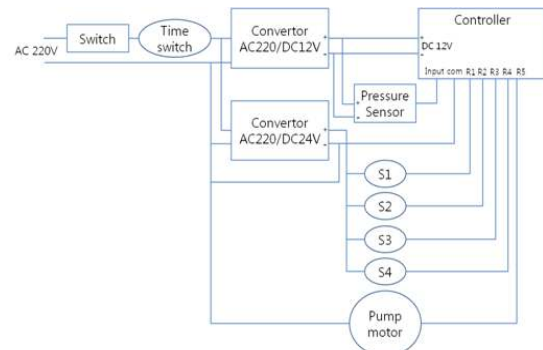 AC 220V
Switch
Time
switch
Convertor
AC220/DC12V
+
-
Controller
+
DC 12V
-
Input com R1 R2 R3 R4 R5
+
-
Pressure
Sensor
Convertor
AC220/DC24V
+
-
S1
S2
S3
S4
Pump
motor